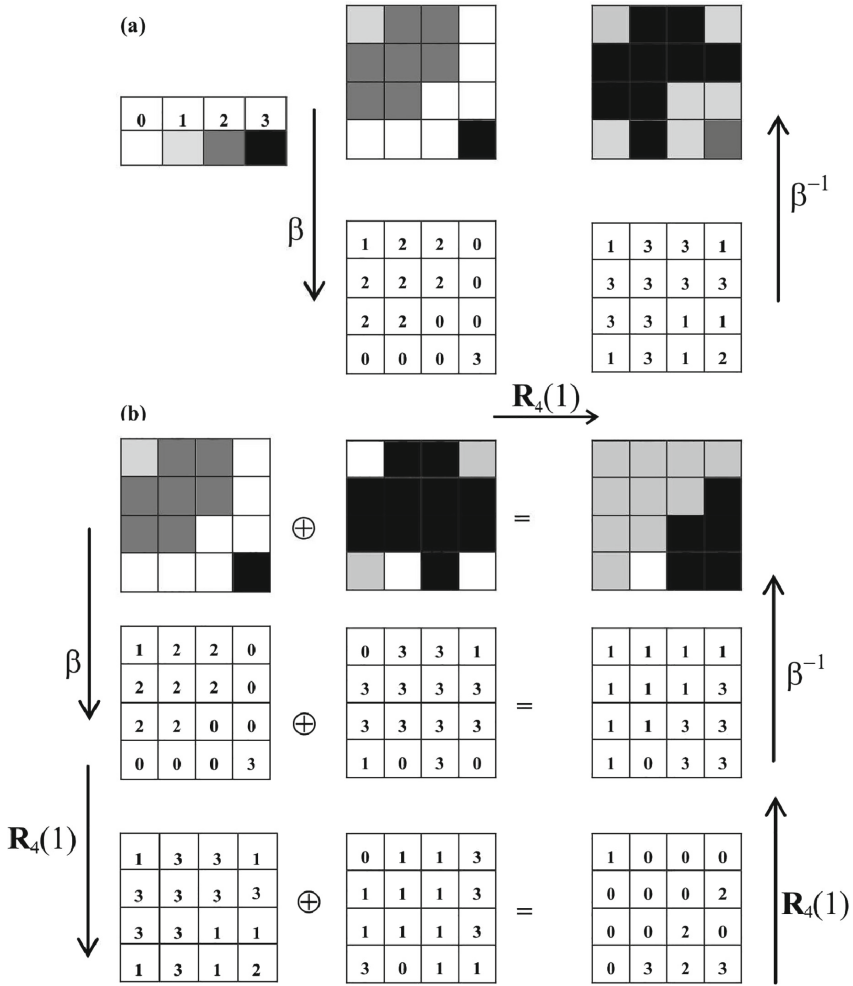 (a)
0 1 2 3
β
β⁻¹
1 2 2 0
2 2 2 0
2 2 0 0
0 0 0 3
1 3 3 1
3 3 3 3
3 3 1 1
1 3 1 2
R₄(1)
(b)
⊕ =
β
β⁻¹
1 2 2 0 0 3 3 1 1 1 1 1
2 2 2 0 3 3 3 3 1 1 1 3
⊕ =
2 2 0 0 3 3 3 3 1 1 3 3
0 0 0 3 1 0 3 0 1 0 3 3
R₄(1)
R₄(1)
1 3 3 1 0 1 1 3 1 0 0 0
3 3 3 3 1 1 1 3 0 0 0 2
⊕ =
3 3 1 1 1 1 1 3 0 0 2 0
1 3 1 2 3 0 1 1 0 3 2 3